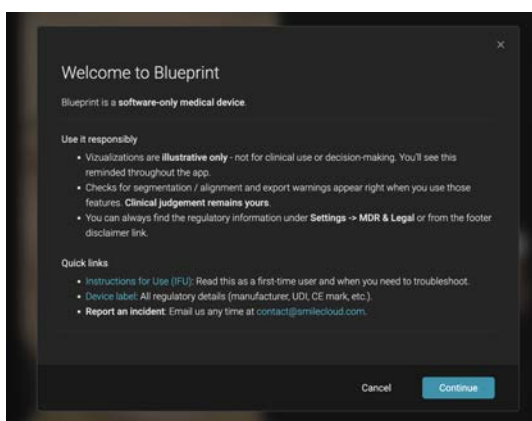 Welcome to Blueprint
Blueprint is a software-only medical device.
Use it responsibly
• Vizualizations are illustrative only - not for clinical use or decision-making. You'll see this
reminded throughout the app.
• Checks for segmentation / alignment and export warnings appear right when you use those
features. Clinical judgement remains yours.
• You can always find the regulatory information under Settings -> MDR & Legal or from the footer
disclaimer link.
Quick links
• Instructions for Use (IFU): Read this as a first-time user and when you need to troubleshoot.
• Device label: All regulatory details (manufacturer, UDI, CE mark, etc.).
• Report an incident: Email us any time at contact@smilecloud.com.
Cancel
Continue